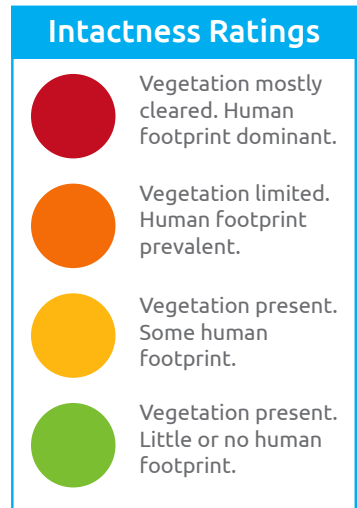 Intactness Ratings
Vegetation mostly
cleared. Human
footprint dominant.
Vegetation limited.
Human footprint
prevalent.
Vegetation present.
Some human
footprint.
Vegetation present.
Little or no human
footprint.